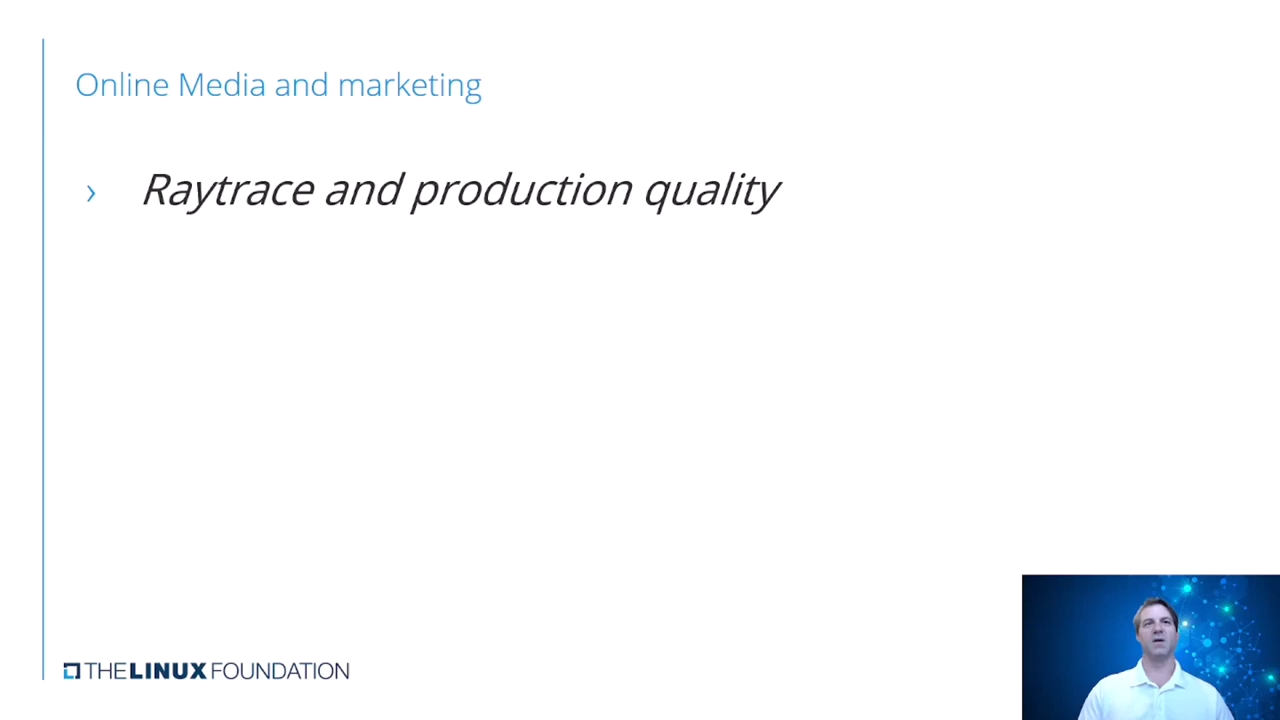 Online Media and marketing
› Raytrace and production quality
THE LINUX FOUNDATION